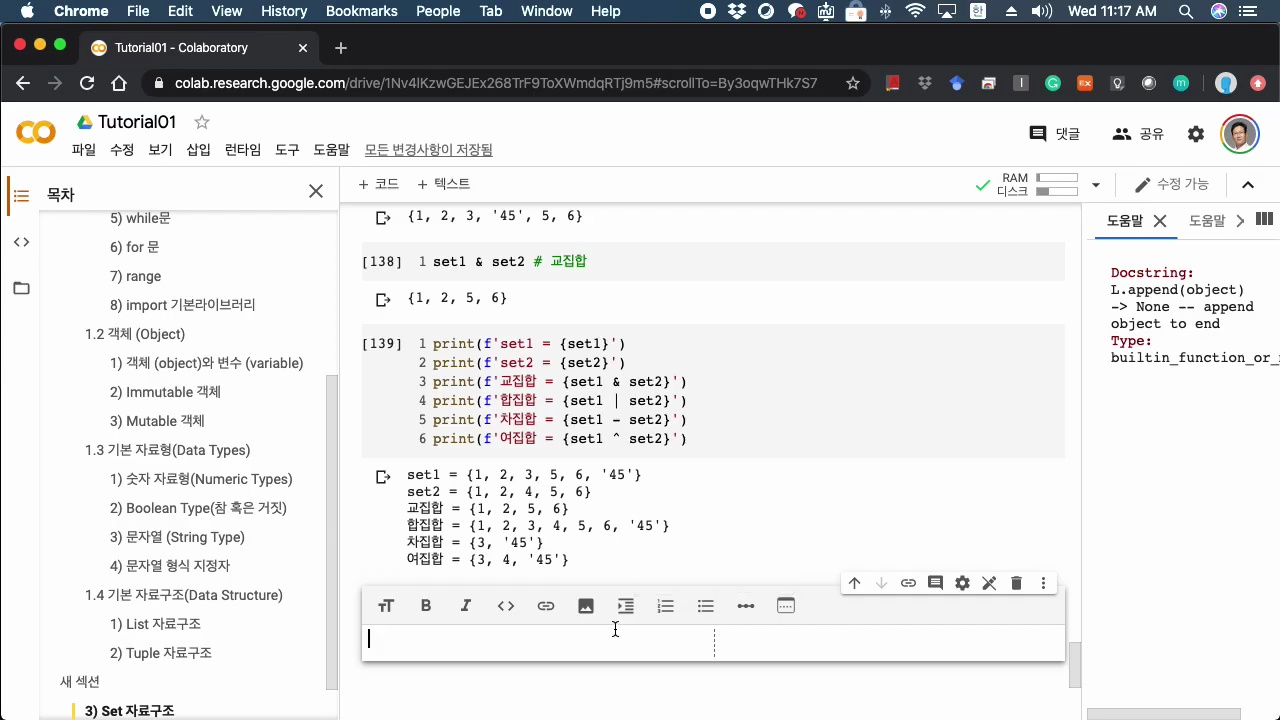 Chrome File Edit View History Bookmarks People Tab Window Help 한 Wed 11:17 AM
Tutorial01 - Colaboratory
colab.research.google.com/drive/1Nv4lKzwGEJEx268TrF9ToXWmdqRTj9m5#scrollTo=By3oqwTHk7S7
Tutorial01
댓글 공유
파일 수정 보기 삽입 런타임 도구 도움말 모든 변경사항이 저장됨
목차
+ 코드 + 텍스트
RAM
디스크
수정 가능
5) while문
6) for 문
7) range
8) import 기본라이브러리
1.2 객체 (Object)
1) 객체 (object)와 변수 (variable)
2) Immutable 객체
3) Mutable 객체
1.3 기본 자료형(Data Types)
1) 숫자 자료형(Numeric Types)
2) Boolean Type(참 혹은 거짓)
3) 문자열 (String Type)
4) 문자열 형식 지정자
1.4 기본 자료구조(Data Structure)
1) List 자료구조
2) Tuple 자료구조
새 섹션
3) Set 자료구조
{1, 2, 3, '45', 5, 6}
[138] 1 set1 & set2 # 교집합
{1, 2, 5, 6}
[139] 1 print(f'set1 = {set1}')
2 print(f'set2 = {set2}')
3 print(f'교집합 = {set1 & set2}')
4 print(f'합집합 = {set1 | set2}')
5 print(f'차집합 = {set1 - set2}')
6 print(f'여집합 = {set1 ^ set2}')
set1 = {1, 2, 3, 5, 6, '45'}
set2 = {1, 2, 4, 5, 6}
교집합 = {1, 2, 5, 6}
합집합 = {1, 2, 3, 4, 5, 6, '45'}
차집합 = {3, '45'}
여집합 = {3, 4, '45'}
도움말 도움말
Docstring:
L.append(object)
-> None -- append
object to end
Type:
builtin_function_or_